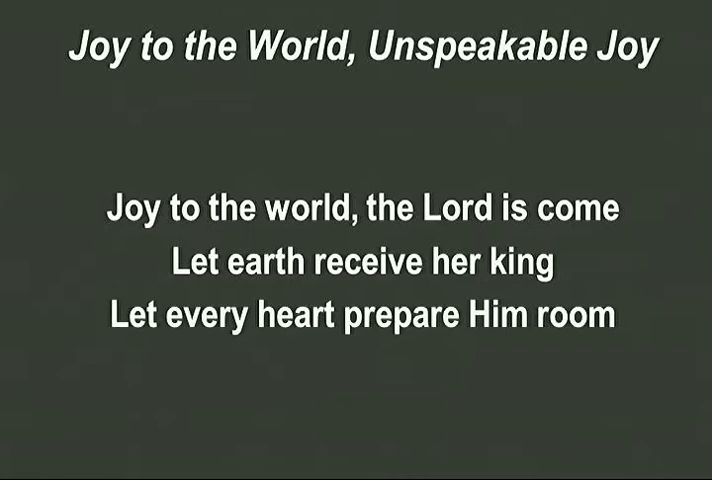 Joy to the World, Unspeakable Joy
Joy to the world, the Lord is come
Let earth receive her king
Let every heart prepare Him room